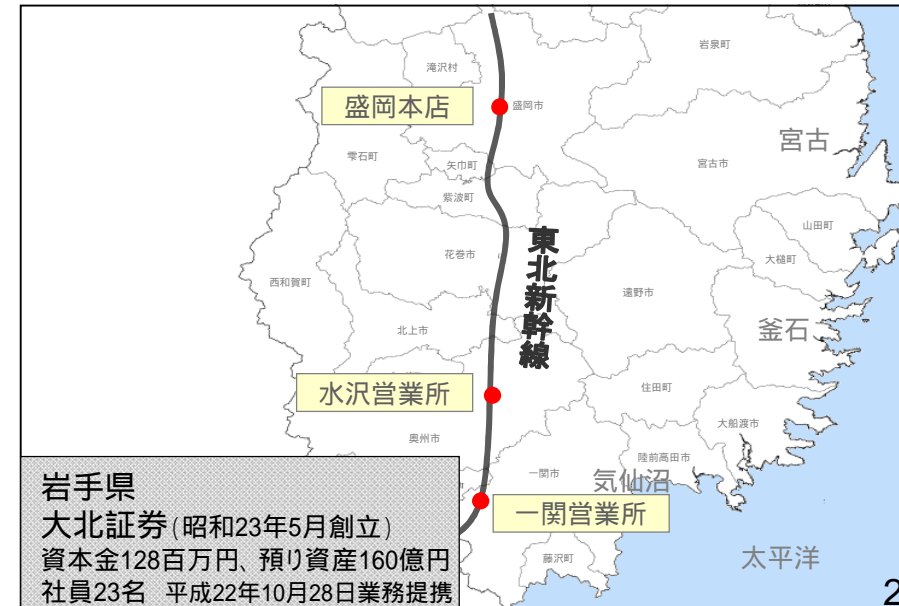 岩泉町
滝沢村
盛岡本店
盛岡市
宮古
雫石町
矢巾町
宮古市
紫波町
山田町
東北新幹線
花巻市
大槌町
西和賀町
遠野市
北上市
釜石
水沢営業所
住田町
大船渡市
奥州市
陸前高田市
一関市
気仙沼
一関営業所
藤沢町
太平洋
岩手県
大北証券(昭和23年5月創立)
資本金128百万円、預り資産160億円
社員23名 平成22年10月28日業務提携
2